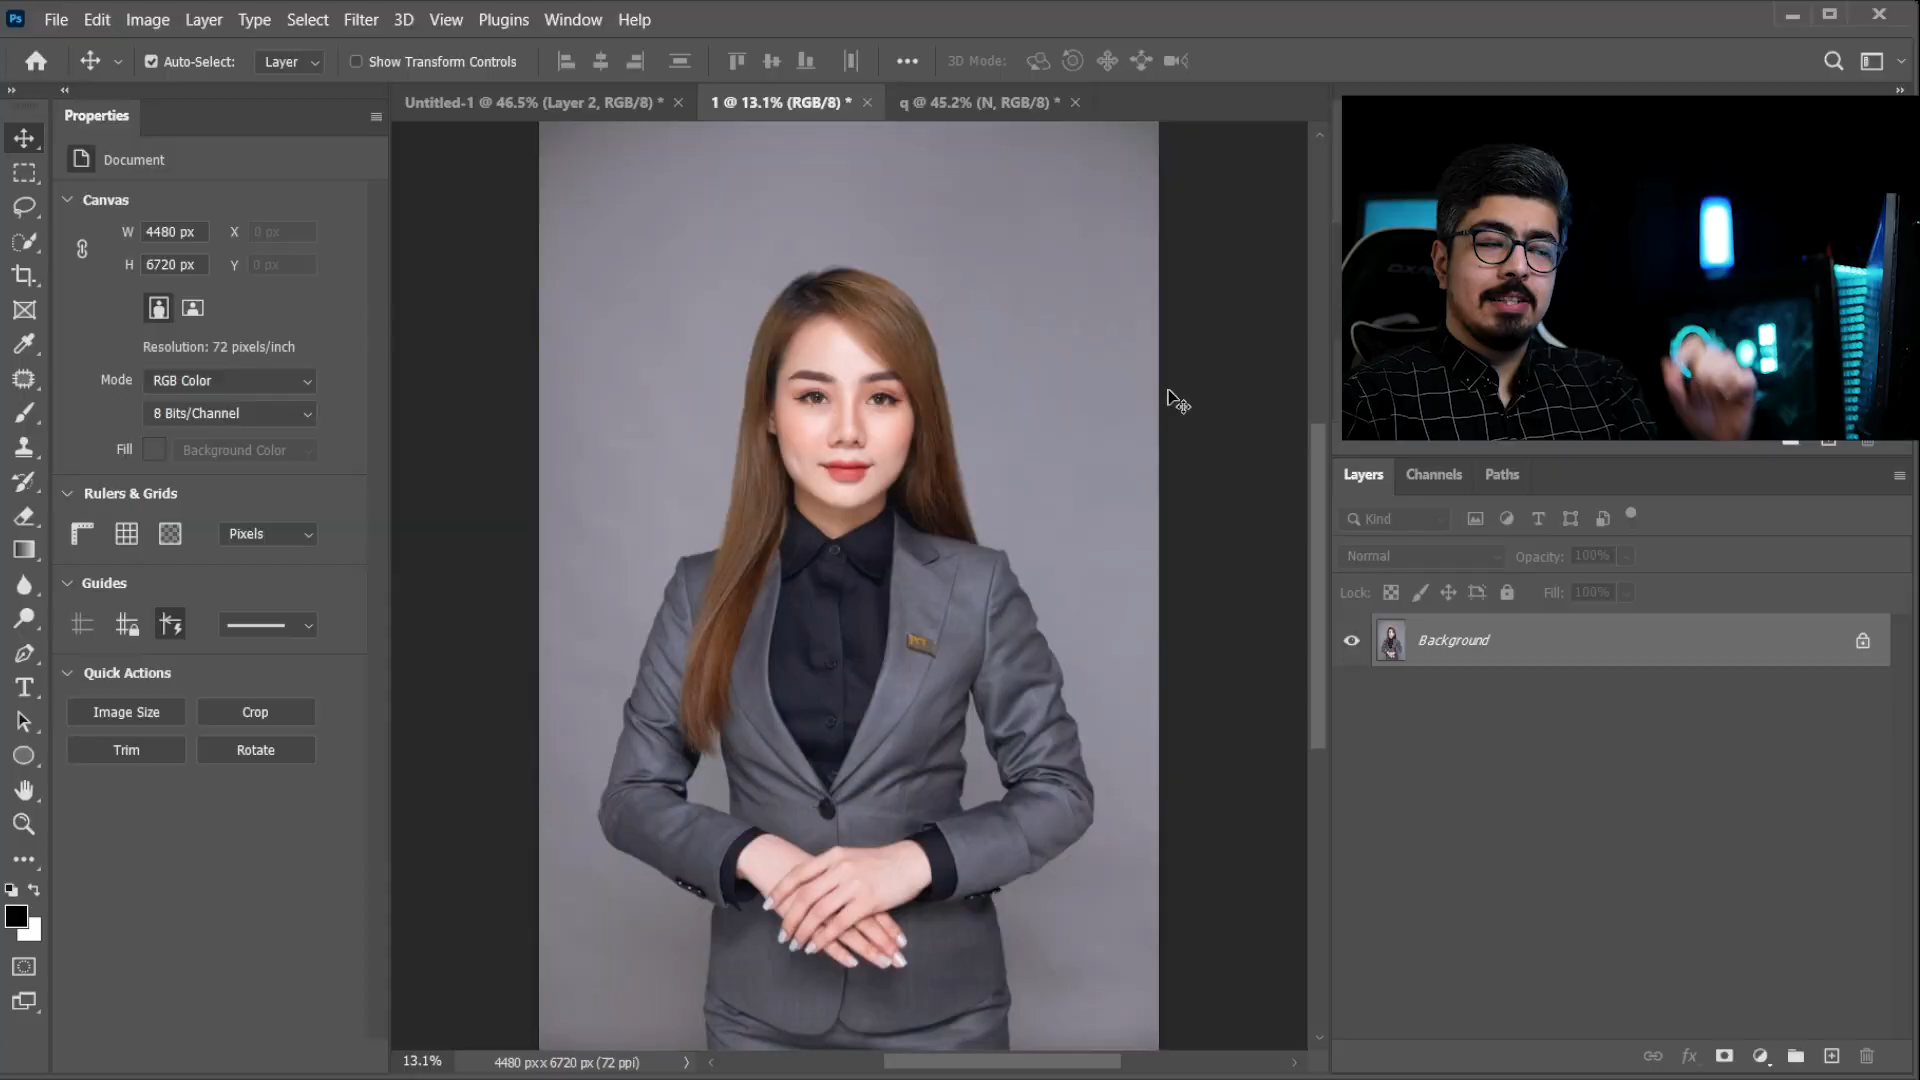 Ps File Edit Image Layer Type Select Filter 3D View Plugins Window Help
Auto-Select: Layer Show Transform Controls 3D Mode:
Untitled-1 @ 46.5% (Layer 2, RGB/8) * 1 @ 13.1% (RGB/8) * q @ 45.2% (N, RGB/8) *
Properties
Document
Canvas
W 4480 px X 0 px
H 6720 px Y 0 px
Resolution: 72 pixels/inch
Mode RGB Color
8 Bits/Channel
Fill Background Color
Rulers & Grids
Pixels
Guides
Quick Actions
Image Size Crop
Trim Rotate
13.1% 4480 px x 6720 px (72 ppi)
Layers Channels Paths
Kind
Normal Opacity: 100%
Lock: Fill: 100%
Background
fx